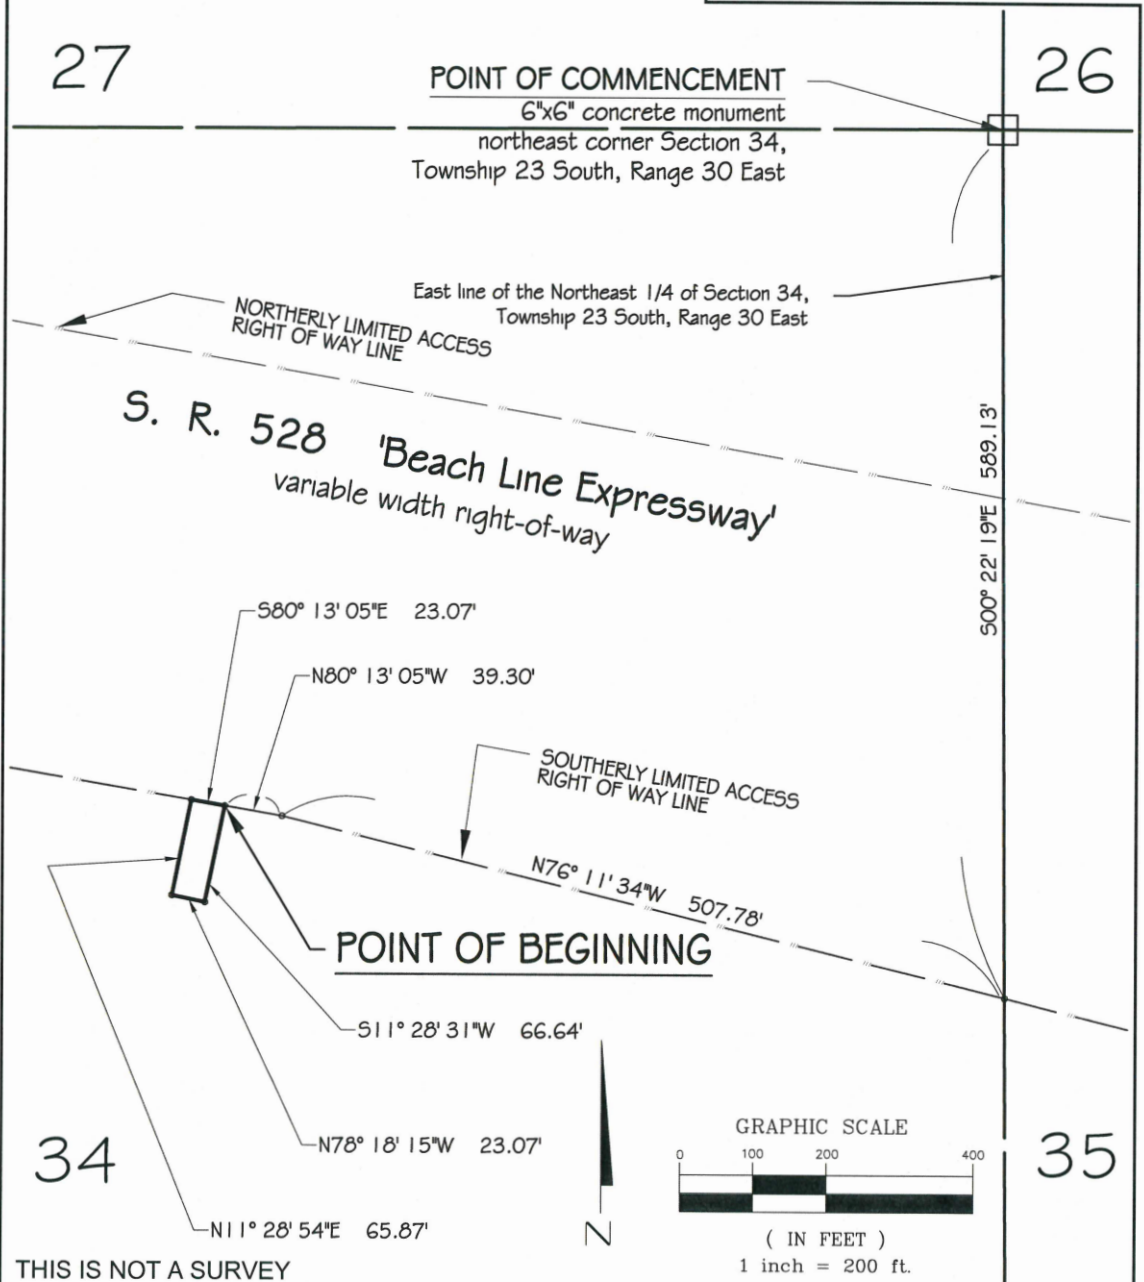 27
26
POINT OF COMMENCEMENT
6"x6" concrete monument
northeast corner Section 34,
Township 23 South, Range 30 East
East line of the Northeast 1/4 of Section 34,
Township 23 South, Range 30 East
NORTHERLY LIMITED ACCESS
RIGHT OF WAY LINE
S. R. 528 'Beach Line Expressway'
variable width right-of-way
S00° 22' 19"E 589.13'
S80° 13' 05"E 23.07'
N80° 13' 05"W 39.30'
SOUTHERLY LIMITED ACCESS
RIGHT OF WAY LINE
N76° 11' 34"W 507.78'
POINT OF BEGINNING
S11° 28' 31"W 66.64'
N78° 18' 15"W 23.07'
N11° 28' 54"E 65.87'
34
35
N
GRAPHIC SCALE
0 100 200 400
( IN FEET )
1 inch = 200 ft.
THIS IS NOT A SURVEY